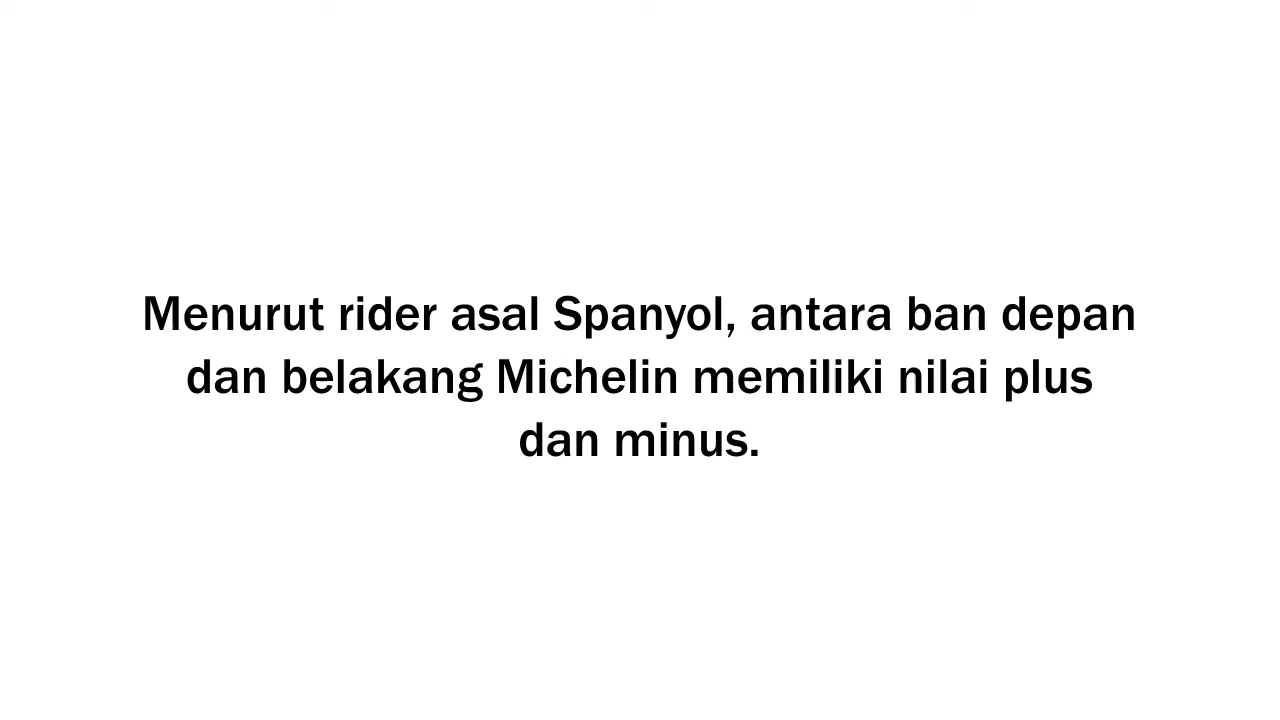 Menurut rider asal Spanyol, antara ban depan
dan belakang Michelin memiliki nilai plus
dan minus.